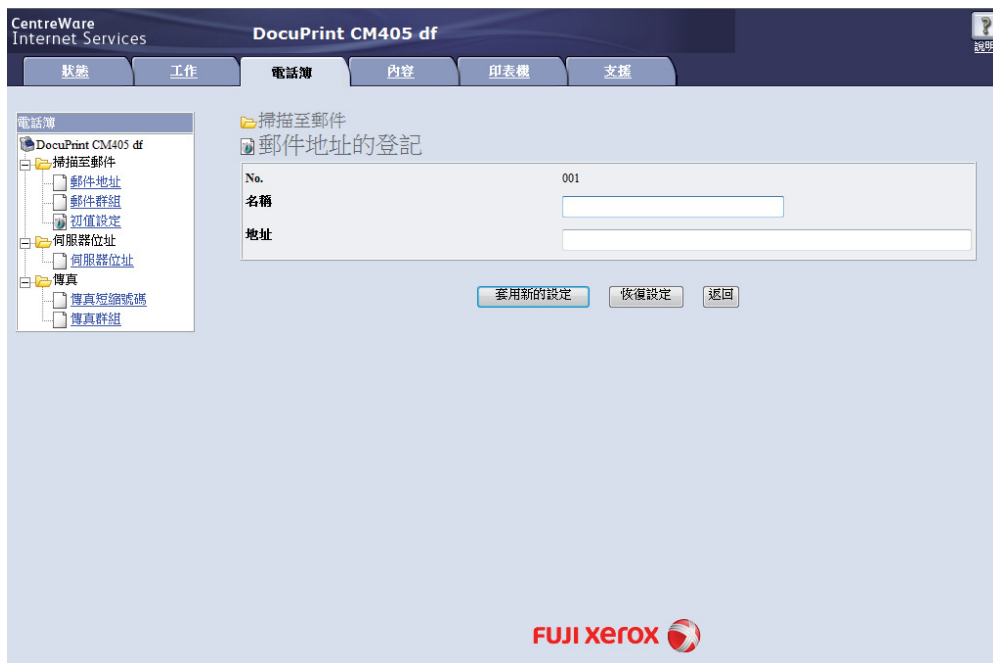 CentreWare
Internet Services
DocuPrint CM405 df
說明
狀態
工作
電話簿
內容
印表機
支援
電話簿
DocuPrint CM405 df
掃描至郵件
郵件地址
郵件群組
初值設定
伺服器位址
伺服器位址
傳真
傳真短縮號碼
傳真群組
掃描至郵件
郵件地址的登記
No. 001
名稱
地址
套用新的設定 恢復設定 返回
FUJI xerox